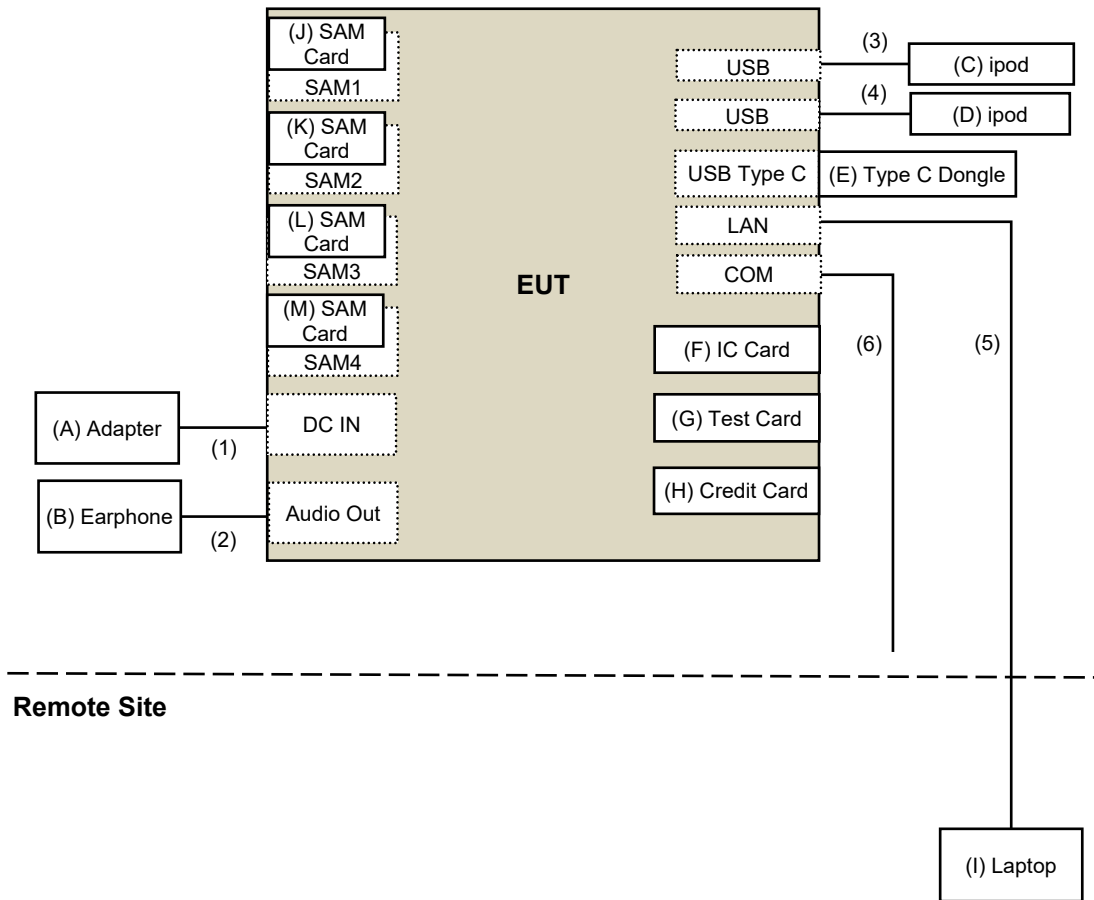 (J) SAM
Card
SAM1
(K) SAM
Card
SAM2
(L) SAM
Card
SAM3
(M) SAM
Card
SAM4
(A) Adapter
(1)
DC IN
(B) Earphone
(2)
Audio Out
EUT
USB
(3)
(C) ipod
USB
(4)
(D) ipod
USB Type C
(E) Type C Dongle
LAN
COM
(6)
(5)
(F) IC Card
(G) Test Card
(H) Credit Card
Remote Site
(I) Laptop